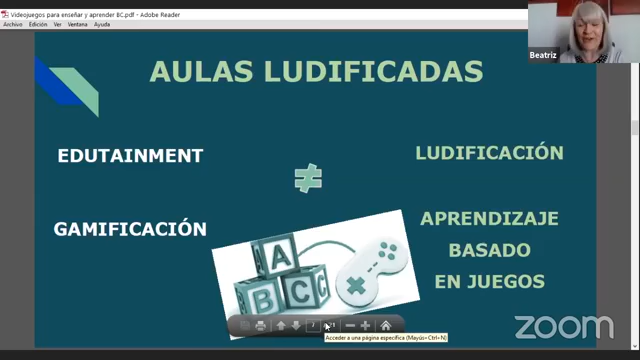 Videojuegos para enseñar y aprender BC.pdf - Adobe Reader
Archivo Edición Ver Ventana Ayuda
Beatriz
AULAS LUDIFICADAS
EDUTAINMENT
≠
LUDIFICACIÓN
GAMIFICACIÓN
APRENDIZAJE
BASADO
EN JUEGOS
A
B C C
Acceder a una página específica (Mayús+Ctrl+N)
zoom